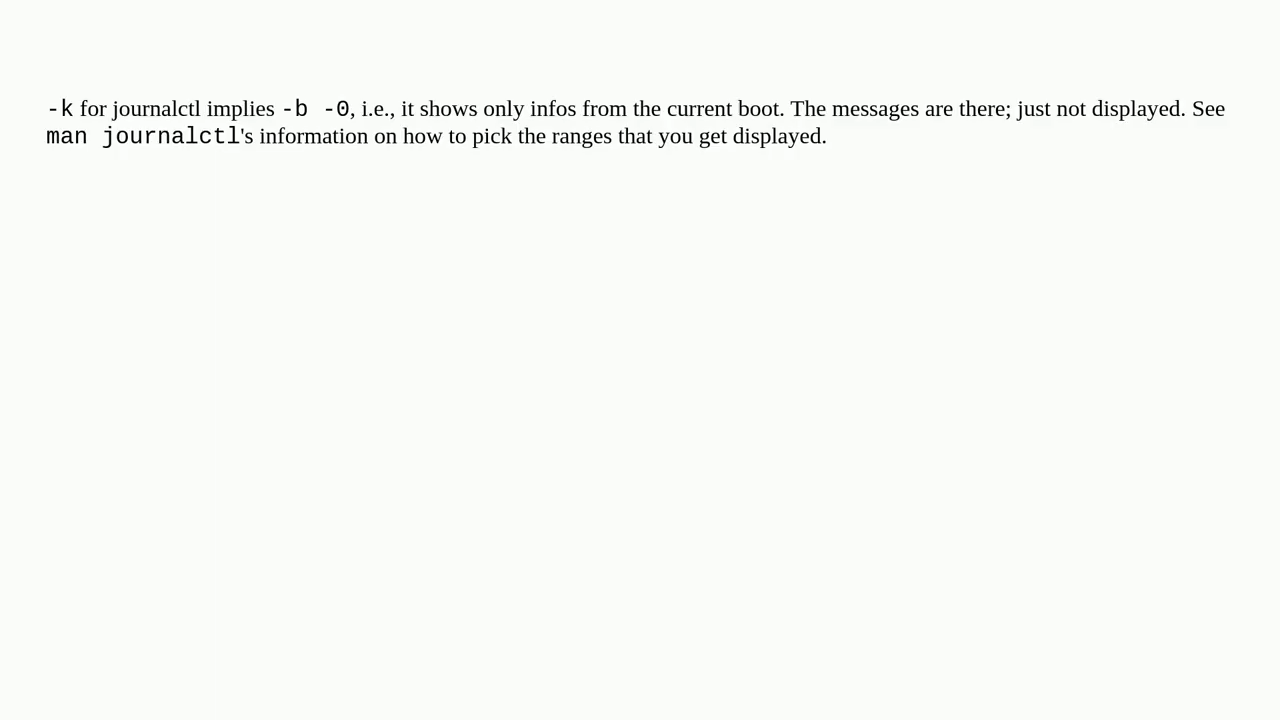 -k for journalctl implies -b -0, i.e., it shows only infos from the current boot. The messages are there; just not displayed. See
man journalctl's information on how to pick the ranges that you get displayed.